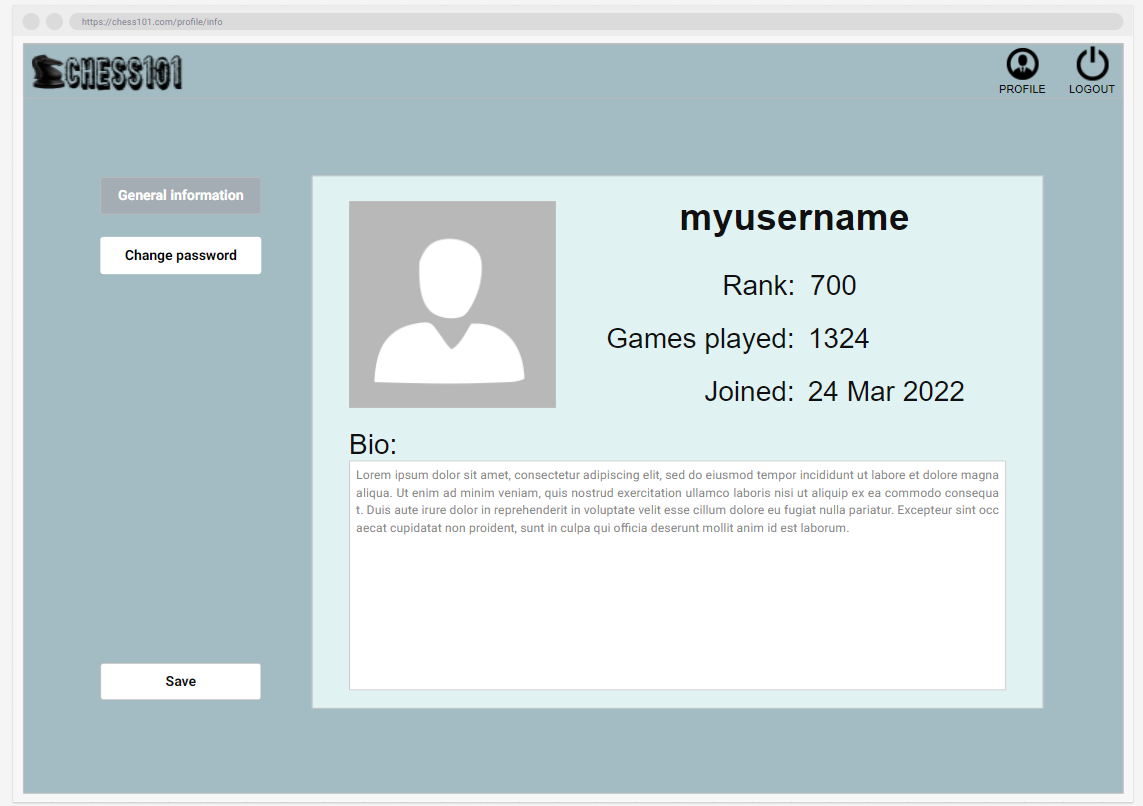 https://chess101.com/profile/info
CHESS101
PROFILE
LOGOUT
General information
Change password
Save
myusername
Rank: 700
Games played: 1324
Joined: 24 Mar 2022
Bio:
Lorem ipsum dolor sit amet, consectetur adipiscing elit, sed do eiusmod tempor incididunt ut labore et dolore magna
aliqua. Ut enim ad minim veniam, quis nostrud exercitation ullamco laboris nisi ut aliquip ex ea commodo consequa
t. Duis aute irure dolor in reprehenderit in voluptate velit esse cillum dolore eu fugiat nulla pariatur. Excepteur sint occ
aecat cupidatat non proident, sunt in culpa qui officia deserunt mollit anim id est laborum.